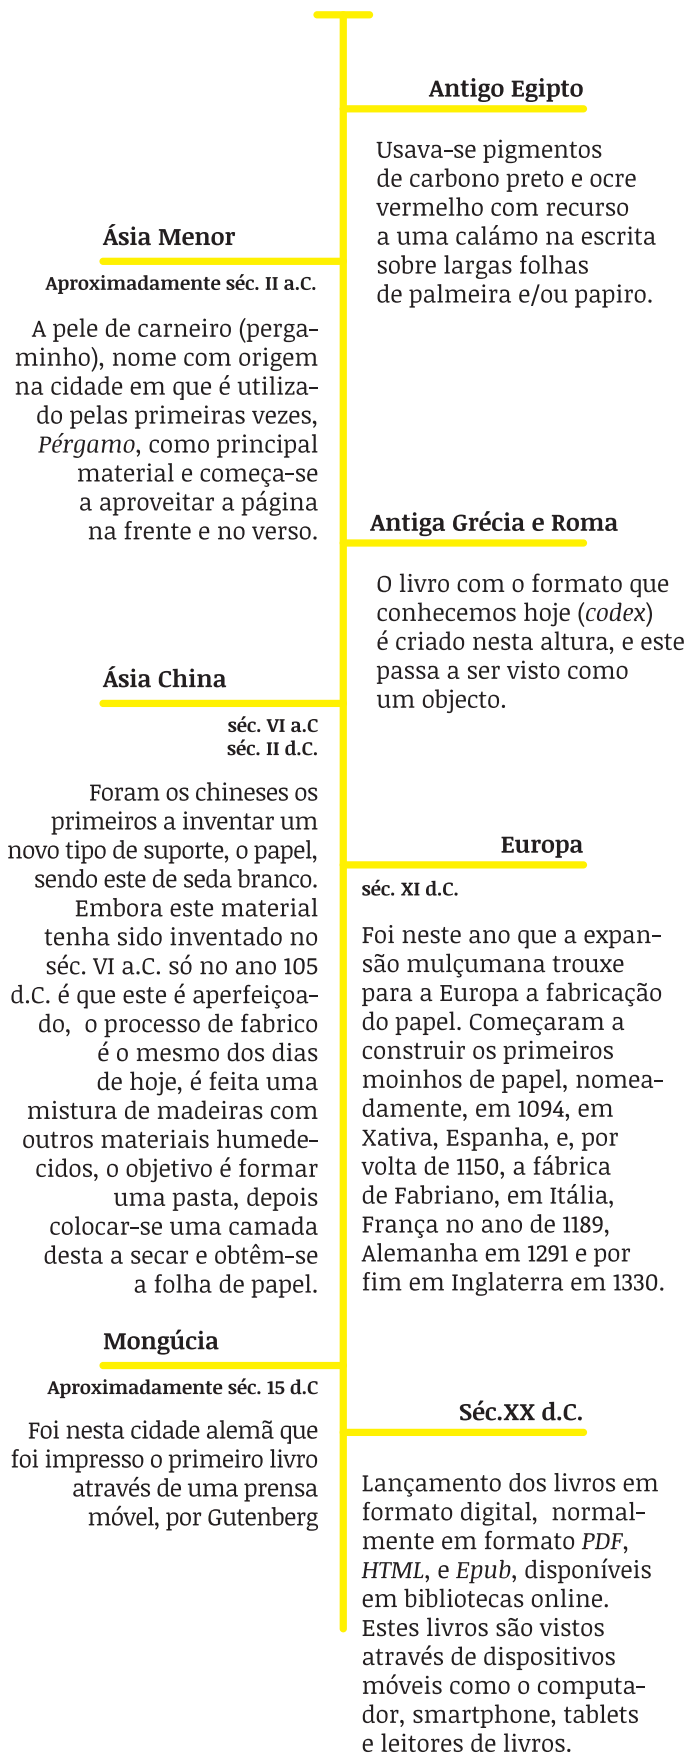 Antigo Egipto
Usava-se pigmentos
de carbono preto e ocre
vermelho com recurso
a uma calámo na escrita
sobre largas folhas
de palmeira e/ou papiro.
Ásia Menor
Aproximadamente séc. II a.C.
A pele de carneiro (perga-
minho), nome com origem
na cidade em que é utiliza-
do pelas primeiras vezes,
Pérgamo, como principal
material e começa-se
a aproveitar a página
na frente e no verso.
Antiga Grécia e Roma
O livro com o formato que
conhecemos hoje (codex)
é criado nesta altura, e este
passa a ser visto como
um objecto.
Ásia China
séc. VI a.C
séc. II d.C.
Foram os chineses os
primeiros a inventar um
novo tipo de suporte, o papel,
sendo este de seda branco.
Embora este material
tenha sido inventado no
séc. VI a.C. só no ano 105
d.C. é que este é aperfeiçoa-
do,  o processo de fabrico
é o mesmo dos dias
de hoje, é feita uma
mistura de madeiras com
outros materiais humede-
cidos, o objetivo é formar
uma pasta, depois
colocar-se uma camada
desta a secar e obtêm-se
a folha de papel.
Europa
séc. XI d.C.
Foi neste ano que a expan-
são mulçumana trouxe
para a Europa a fabricação
do papel. Começaram a
construir os primeiros
moinhos de papel, nomea-
damente, em 1094, em
Xativa, Espanha, e, por
volta de 1150, a fábrica
de Fabriano, em Itália,
França no ano de 1189,
Alemanha em 1291 e por
fim em Inglaterra em 1330.
Mongúcia
Aproximadamente séc. 15 d.C
Foi nesta cidade alemã que
foi impresso o primeiro livro
através de uma prensa
móvel, por Gutenberg
Séc.XX d.C.
Lançamento dos livros em
formato digital,  normal-
mente em formato PDF,
HTML, e Epub, disponíveis
em bibliotecas online.
Estes livros são vistos
através de dispositivos
móveis como o computa-
dor, smartphone, tablets
e leitores de livros.